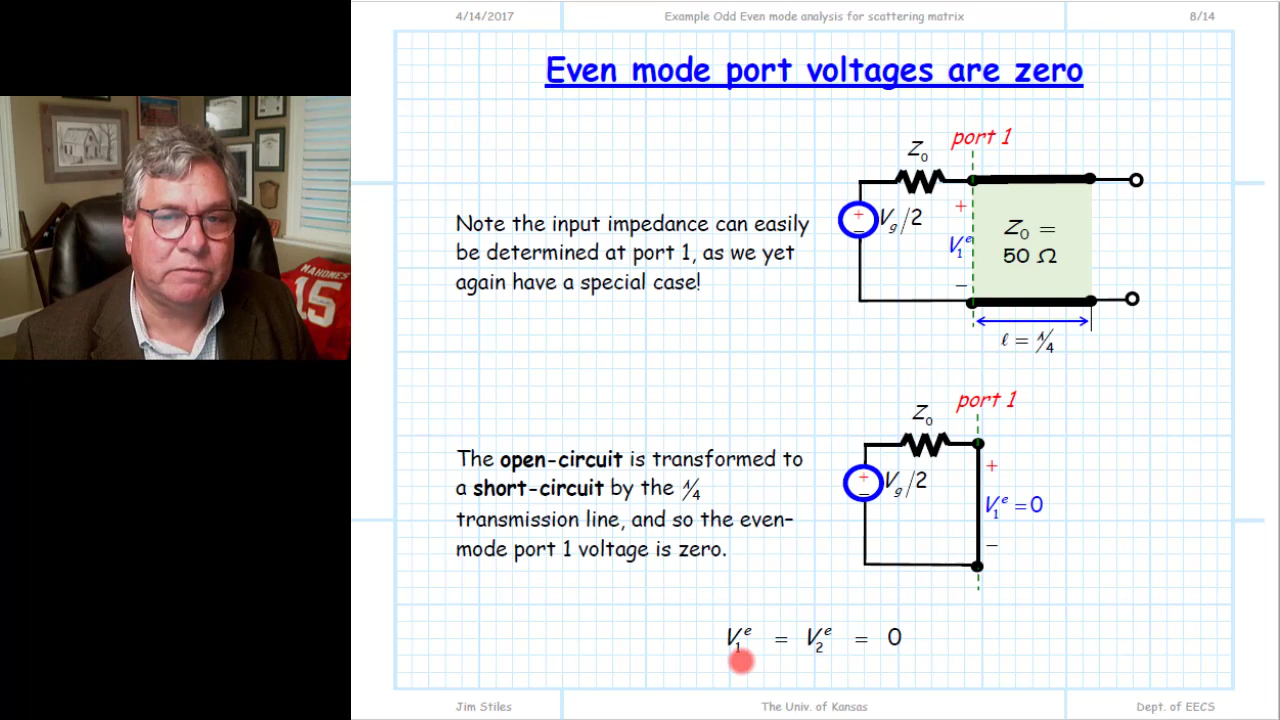 4/14/2017 Example Odd Even mode analysis for scattering matrix 8/14
Even mode port voltages are zero
port 1
Z₀
Note the input impedance can easily
be determined at port 1, as we yet
again have a special case!
+
−
V_g/2
+
V₁ᵉ
−
Z₀ =
50 Ω
ℓ = λ/4
port 1
Z₀
The open-circuit is transformed to
a short-circuit by the λ/4
transmission line, and so the even-
mode port 1 voltage is zero.
+
−
V_g/2
+
V₁ᵉ = 0
−
V₁ᵉ = V₂ᵉ = 0
Jim Stiles The Univ. of Kansas Dept. of EECS
MAHOMES
15